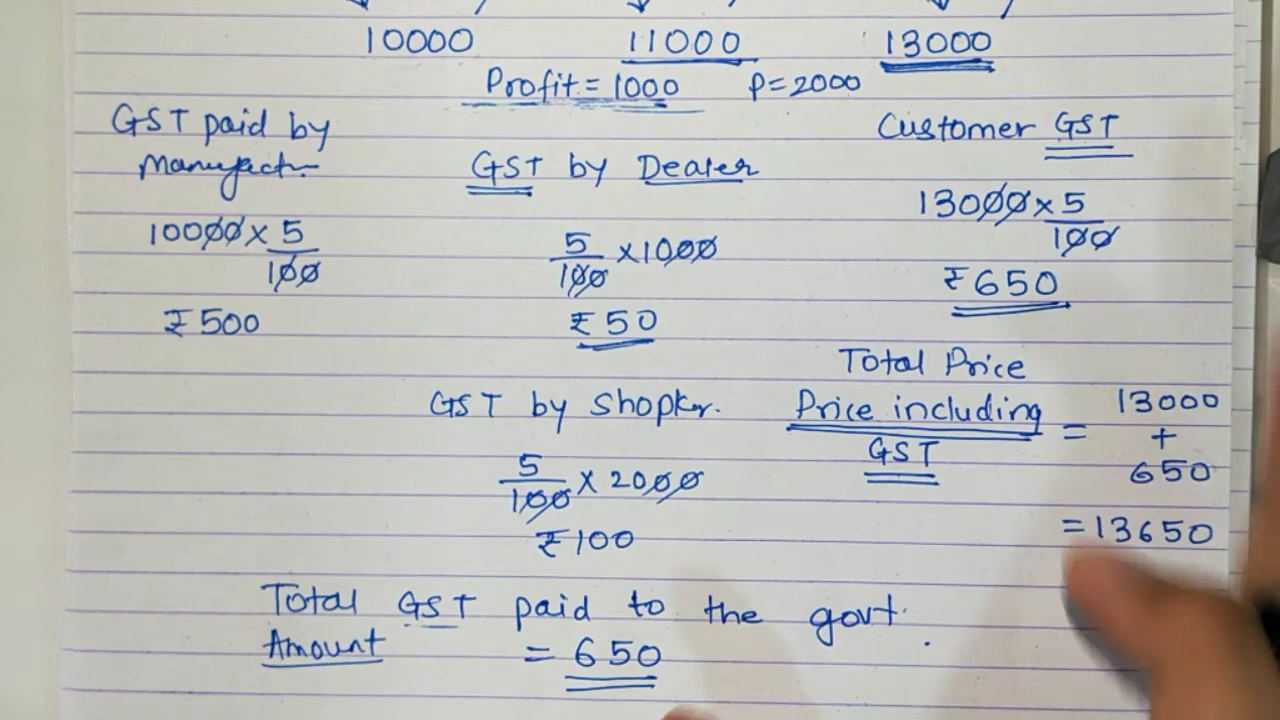 10000 11000 13000
Profit = 1000 P=2000
GST paid by
Manufact.
10000 × 5/100
₹500
GST by Dealer
5/100 × 1000
₹50
Customer GST
13000 × 5/100
₹650
GST by Shopkr.
5/100 × 2000
₹100
Total Price
Price including = 13000 + 650
GST
= 13650
Total GST paid to the govt.
Amount = 650